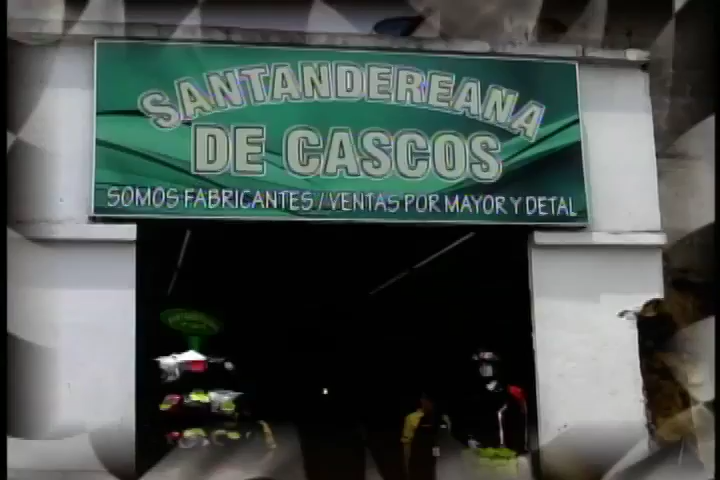 SANTANDEREANA
DE CASCOS
SOMOS FABRICANTES / VENTAS POR MAYOR Y DETAL